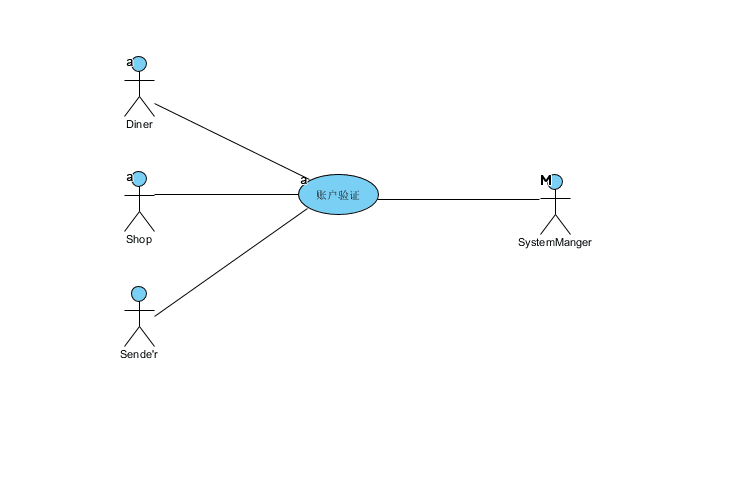 a
Diner
a
Shop
a
账户验证
M
SystemManger
Sende'r